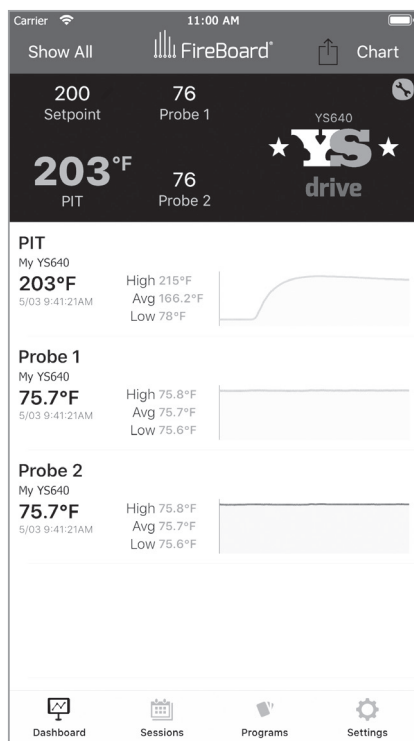 Carrier 11:00 AM
Show All FireBoard® Chart
200 76
Setpoint Probe 1
YS640
YS
drive
203°F 76
PIT Probe 2
PIT
My YS640
203°F
5/03 9:41:21AM
High 215°F
Avg 166.2°F
Low 78°F
Probe 1
My YS640
75.7°F
5/03 9:41:21AM
High 75.8°F
Avg 75.7°F
Low 75.6°F
Probe 2
My YS640
75.7°F
5/03 9:41:21AM
High 75.8°F
Avg 75.7°F
Low 75.6°F
Dashboard Sessions Programs Settings